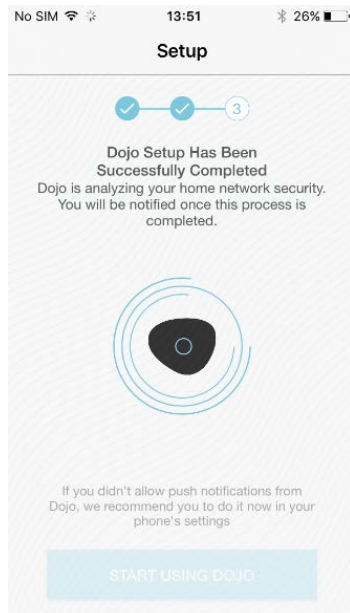 No SIM 13:51 26%
Setup
3
Dojo Setup Has Been
Successfully Completed
Dojo is analyzing your home network security.
You will be notified once this process is
completed.
If you didn't allow push notifications from
Dojo, we recommend you to do it now in your
phone's settings
START USING DOJO